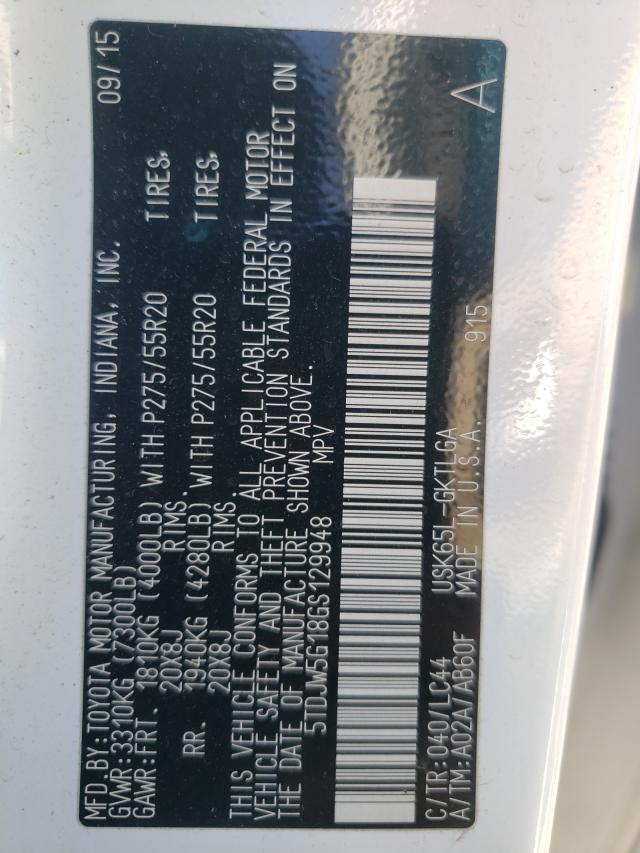 MFD.BY:TOYOTA MOTOR MANUFACTURING, INDIANA, INC. 09/15
GVWR:3310KG (7300LB)
GAWR:FRT. 1810KG (4000LB) WITH P275/55R20 TIRES,
20X8J RIMS.
RR. 1940KG (4280LB) WITH P275/55R20 TIRES,
20X8J RIMS.
THIS VEHICLE CONFORMS TO ALL APPLICABLE FEDERAL MOTOR
VEHICLE SAFETY AND THEFT PREVENTION STANDARDS IN EFFECT ON
THE DATE OF MANUFACTURE SHOWN ABOVE.
5TDJW5G18GS129948 MPV
C/TR:040/LC44 USK65L-GKTLGA
A/TM:A02A/AB60F MADE IN U.S.A. 915 A